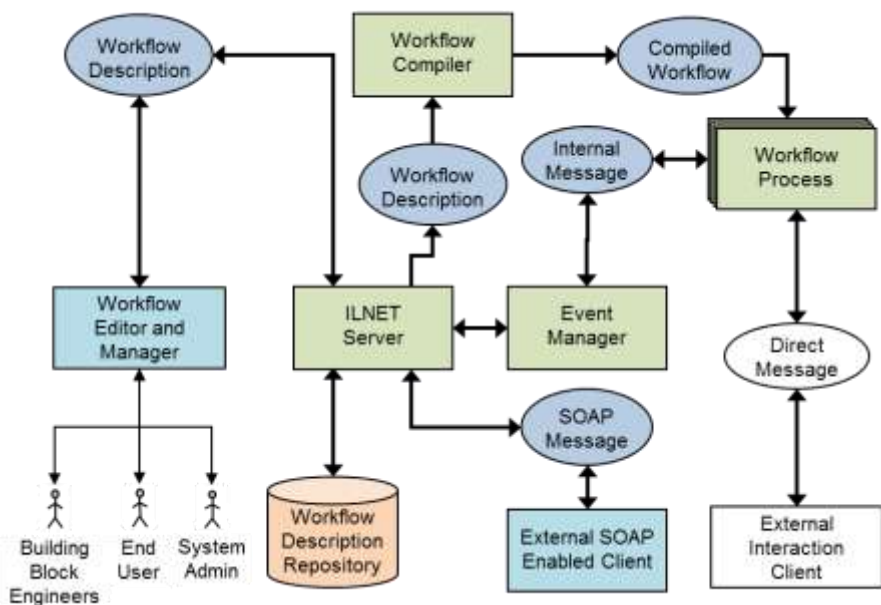 Workflow
Description
Workflow
Compiler
Compiled
Workflow
Internal
Message
Workflow
Process
Workflow
Description
Workflow
Editor and
Manager
ILNET
Server
Event
Manager
Direct
Message
SOAP
Message
Building
Block
Engineers
End
User
System
Admin
Workflow
Description
Repository
External SOAP
Enabled Client
External
Interaction
Client